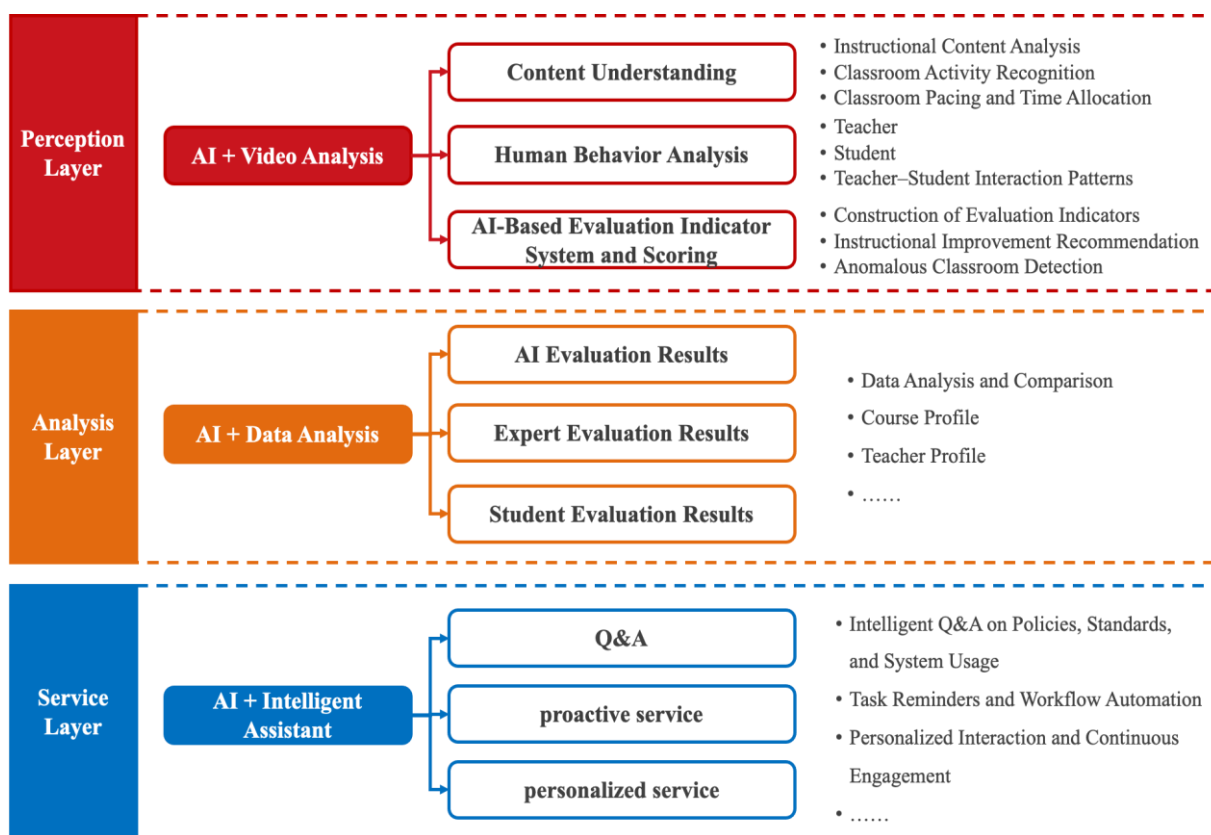 Perception
Layer
AI + Video Analysis
Content Understanding
• Instructional Content Analysis
• Classroom Activity Recognition
• Classroom Pacing and Time Allocation
Human Behavior Analysis
• Teacher
• Student
• Teacher–Student Interaction Patterns
AI-Based Evaluation Indicator
System and Scoring
• Construction of Evaluation Indicators
• Instructional Improvement Recommendation
• Anomalous Classroom Detection
Analysis
Layer
AI + Data Analysis
AI Evaluation Results
Expert Evaluation Results
Student Evaluation Results
• Data Analysis and Comparison
• Course Profile
• Teacher Profile
• ……
Service
Layer
AI + Intelligent
Assistant
Q&A
proactive service
personalized service
• Intelligent Q&A on Policies, Standards,
and System Usage
• Task Reminders and Workflow Automation
• Personalized Interaction and Continuous
Engagement
• ……